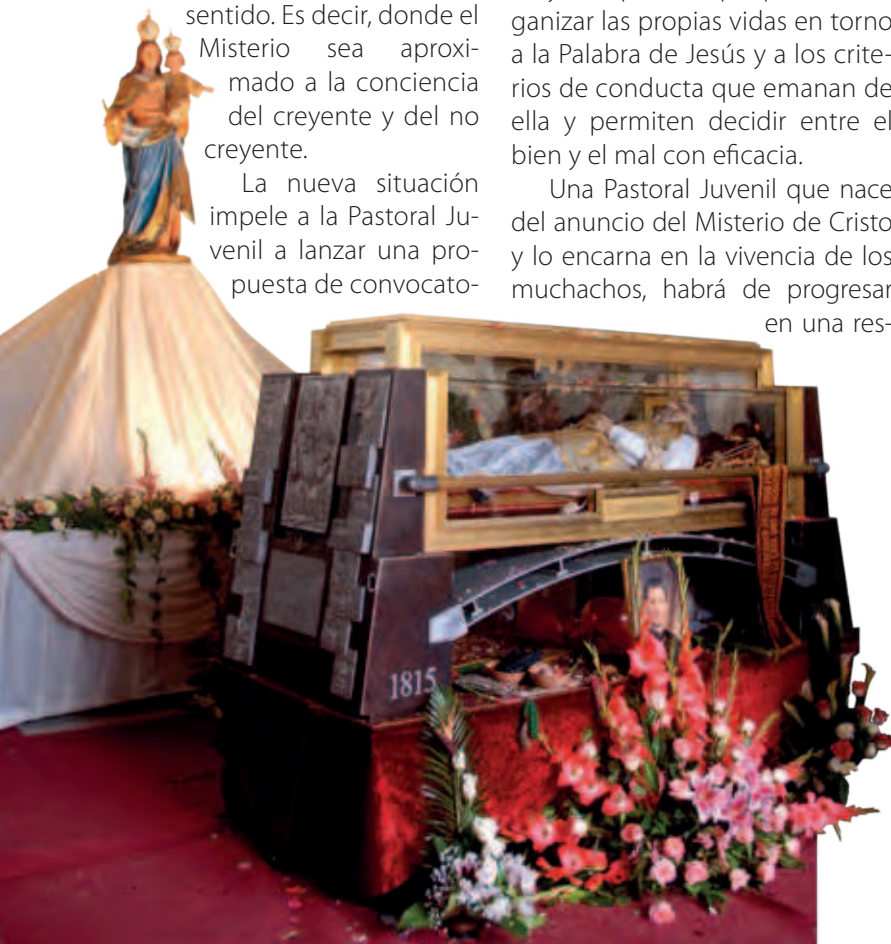 sentido. Es decir, donde el
Misterio sea aproxi-
mado a la conciencia
del creyente y del no
creyente.
La nueva situación
impele a la Pastoral Ju-
venil a lanzar una pro-
puesta de convocato-
ganizar las propias vidas en torno
a la Palabra de Jesús y a los crite-
rios de conducta que emanan de
ella y permiten decidir entre el
bien y el mal con eficacia.
Una Pastoral Juvenil que nace
del anuncio del Misterio de Cristo
y lo encarna en la vivencia de los
muchachos, habrá de progresar
en una res-
1815